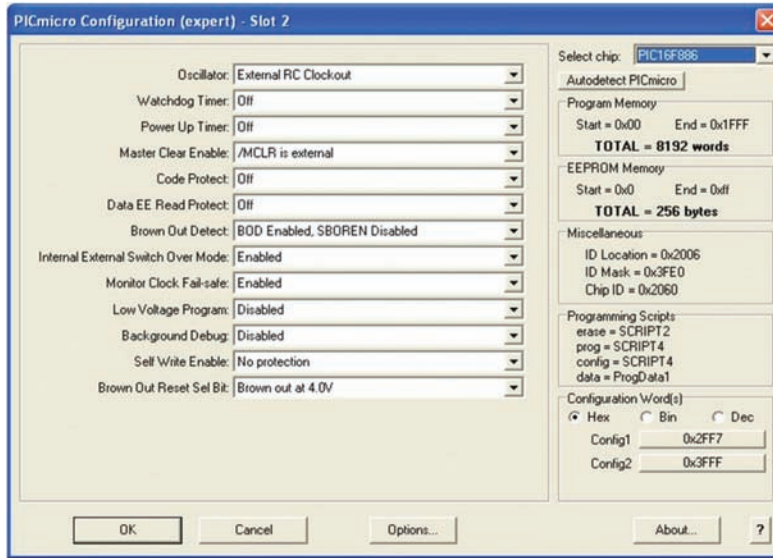 PICmicro Configuration (expert) - Slot 2
Oscillator: External RC Clockout
Watchdog Timer: Off
Power Up Timer: Off
Master Clear Enable: /MCLR is external
Code Protect: Off
Data EE Read Protect: Off
Brown Out Detect: BOD Enabled, SBOREN Disabled
Internal External Switch Over Mode: Enabled
Monitor Clock Fail-safe: Enabled
Low Voltage Program: Disabled
Background Debug: Disabled
Self Write Enable: No protection
Brown Out Reset Sel Bit: Brown out at 4.0V
Select chip: PIC16F886
Autodetect PICmicro
Program Memory
Start = 0x00 End = 0x1FFF
TOTAL = 8192 words
EEPROM Memory
Start = 0x0 End = 0xff
TOTAL = 256 bytes
Miscellaneous
ID Location = 0x2006
ID Mask = 0x3FE0
Chip ID = 0x2060
Programming Scripts
erase = SCRIPT2
prog = SCRIPT4
config = SCRIPT4
data = ProgData1
Configuration Word(s)
Hex Bin Dec
Config1 0x2FF7
Config2 0x3FFF
OK Cancel Options... About... ?